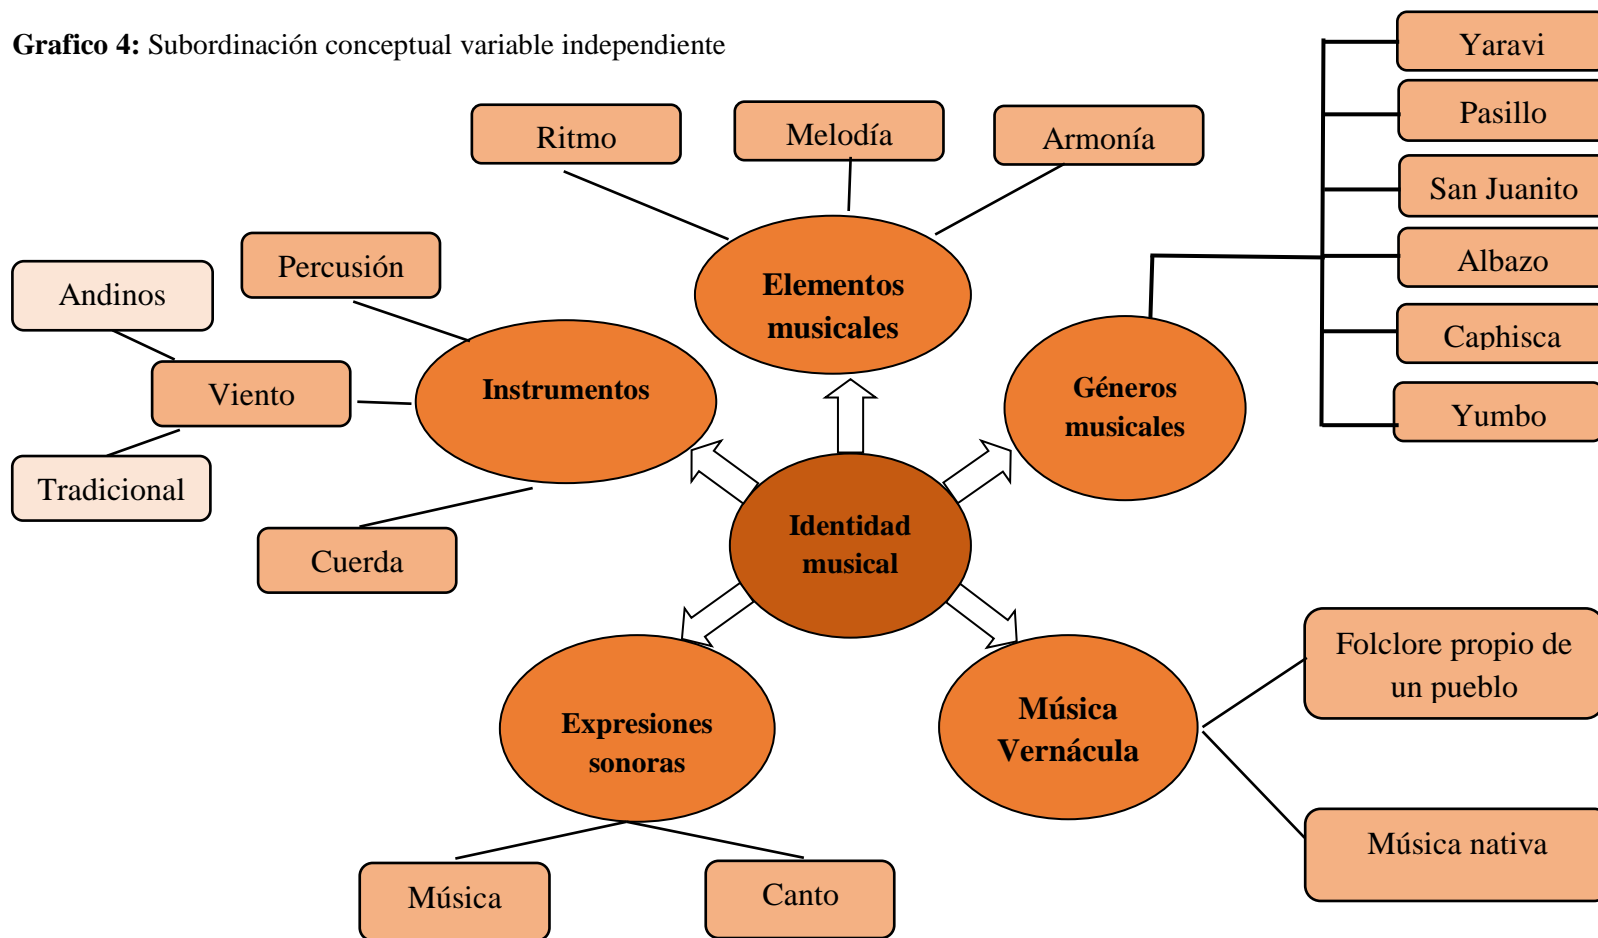 Grafico 4: Subordinación conceptual variable independiente
Yaravi
Pasillo
San Juanito
Albazo
Caphisca
Yumbo
Ritmo
Melodía
Armonía
Elementos
musicales
Percusión
Andinos
Viento
Tradicional
Instrumentos
Cuerda
Géneros
musicales
Identidad
musical
Expresiones
sonoras
Música
Canto
Música
Vernácula
Folclore propio de
un pueblo
Música nativa